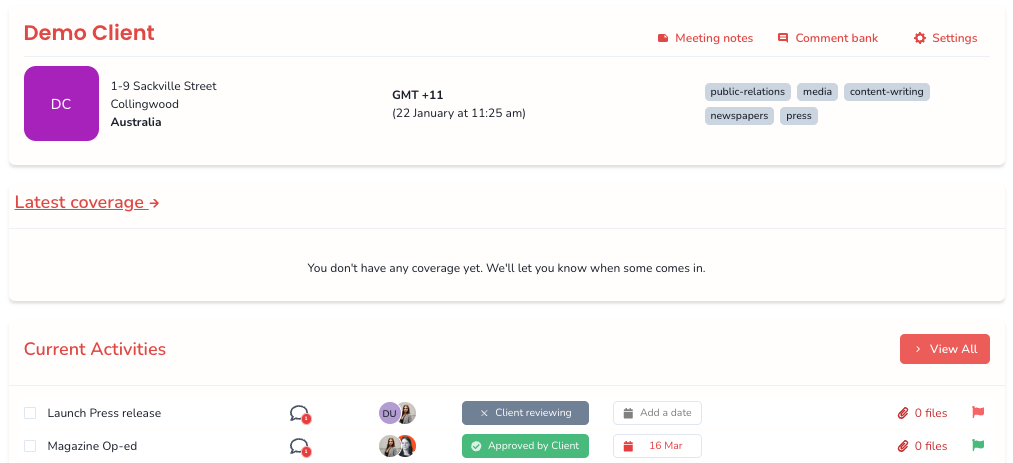 Demo Client
Meeting notes Comment bank Settings
DC
1-9 Sackville Street
Collingwood
Australia
GMT +11
(22 January at 11:25 am)
public-relations media content-writing
newspapers press
Latest coverage
You don't have any coverage yet. We'll let you know when some comes in.
Current Activities View All
Launch Press release DU Client reviewing Add a date 0 files
Magazine Op-ed Approved by Client 16 Mar 0 files